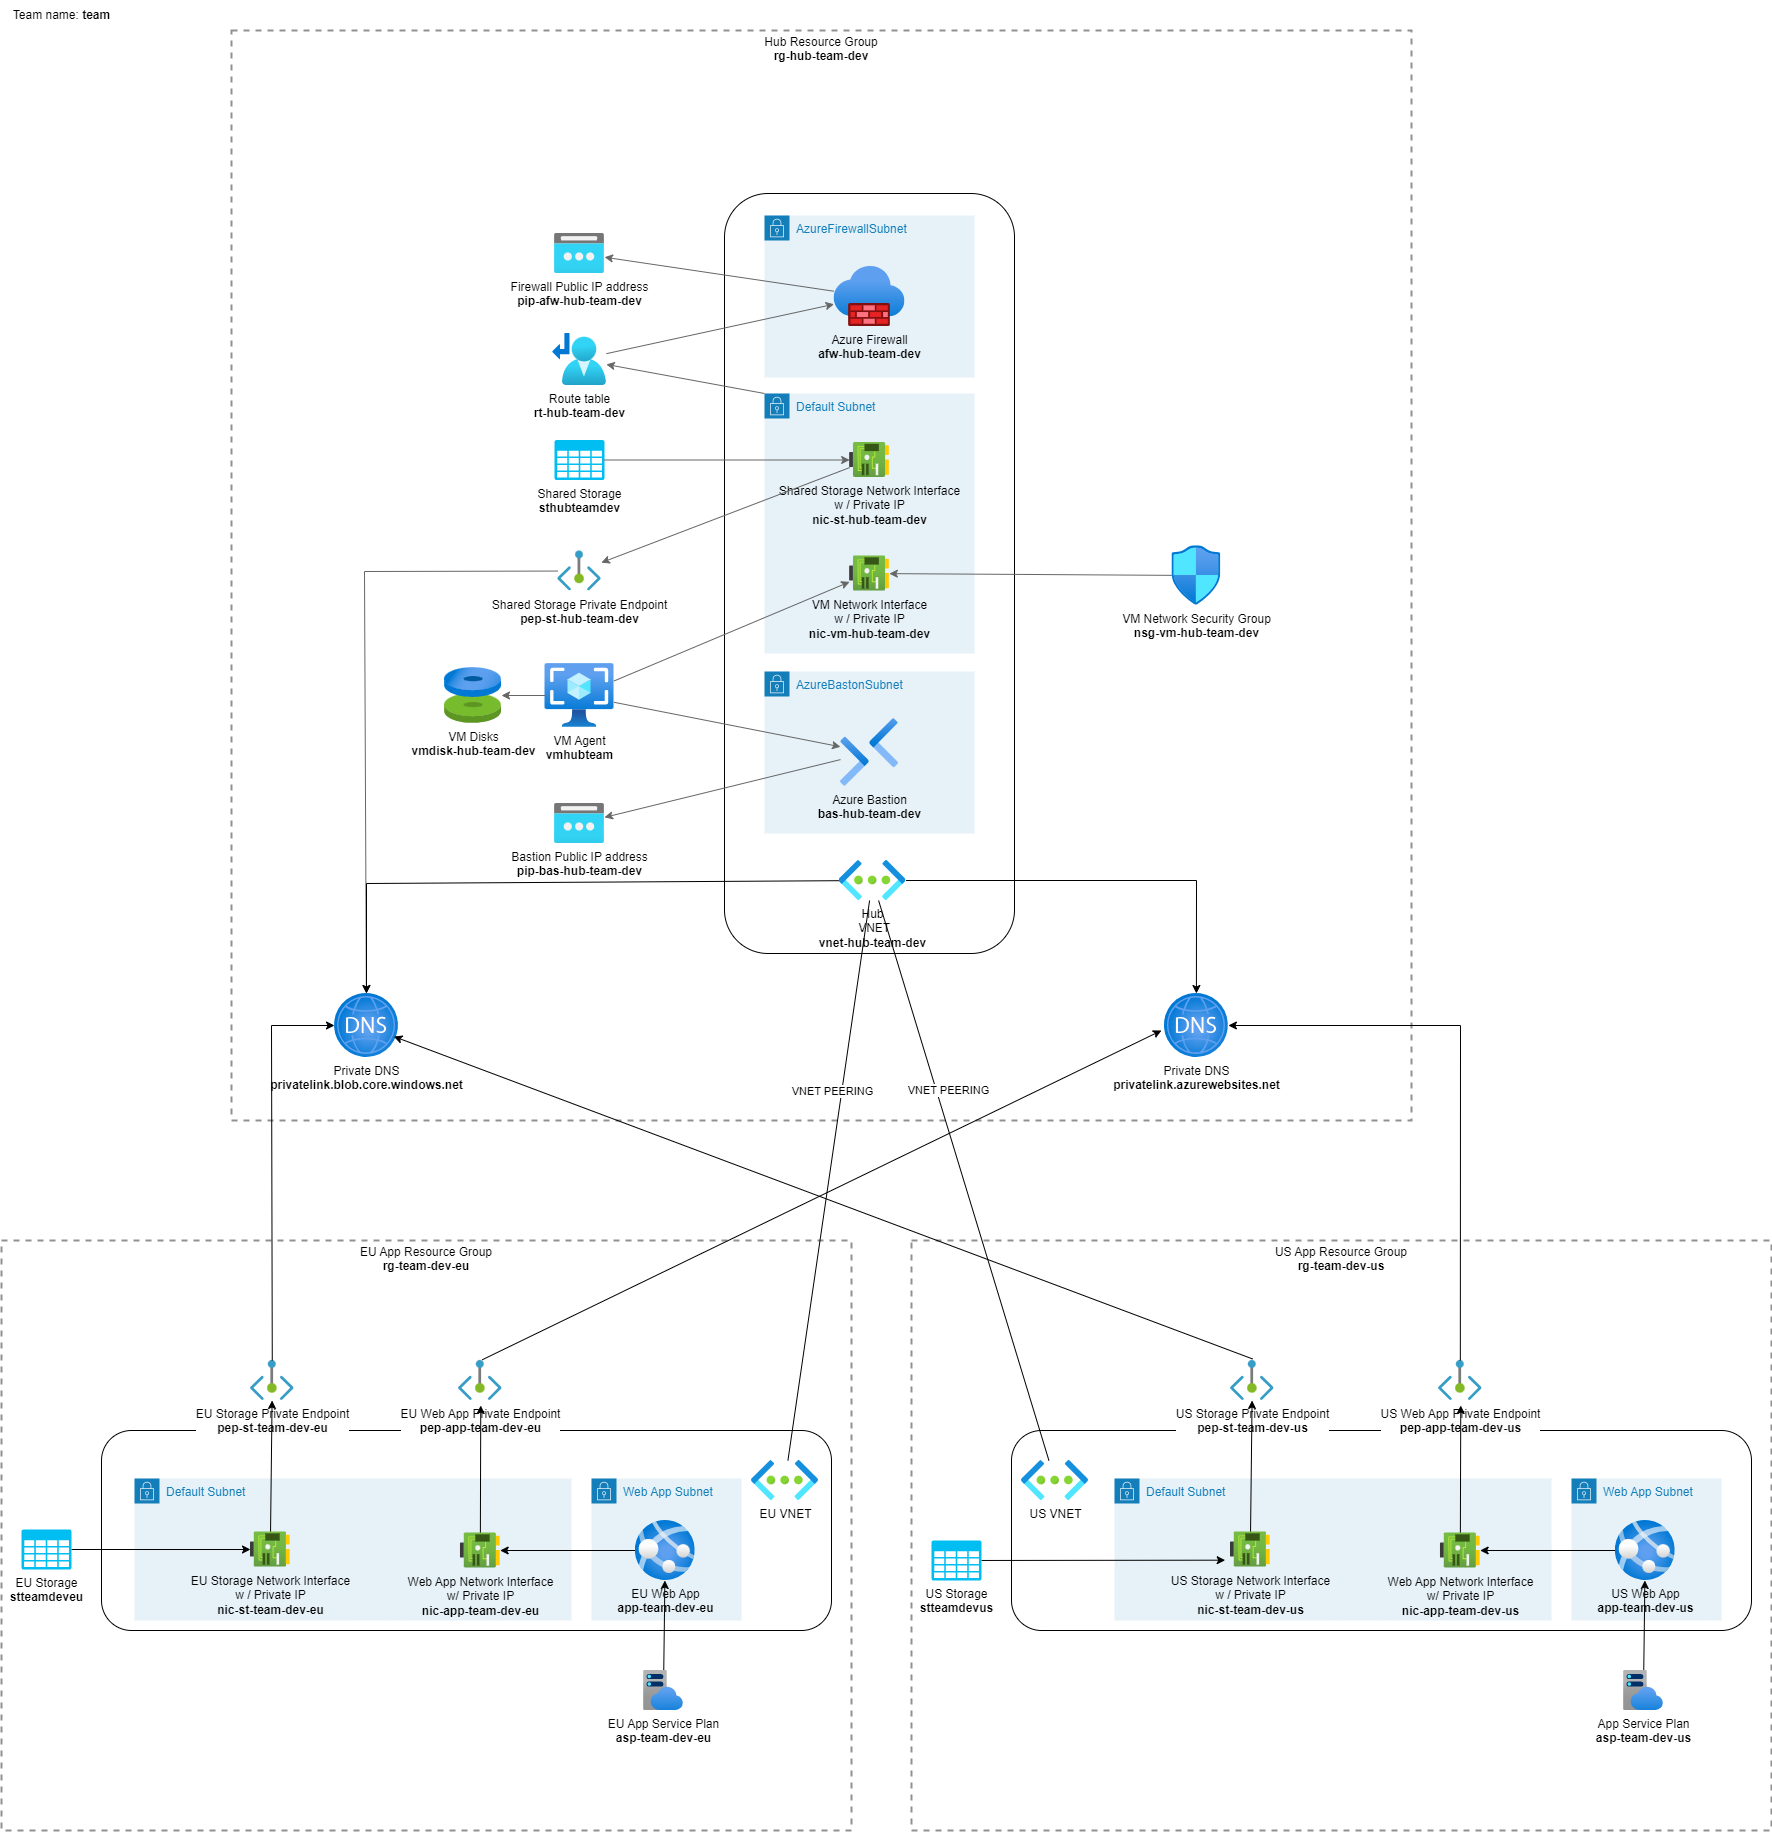 Team name: team
Hub Resource Group
rg-hub-team-dev
AzureFirewallSubnet
Firewall Public IP address
pip-afw-hub-team-dev
Azure Firewall
afw-hub-team-dev
Route table
rt-hub-team-dev
Default Subnet
Shared Storage
sthubteamdev
Shared Storage Network Interface
w / Private IP
nic-st-hub-team-dev
Shared Storage Private Endpoint
pep-st-hub-team-dev
VM Network Interface
w / Private IP
nic-vm-hub-team-dev
VM Network Security Group
nsg-vm-hub-team-dev
AzureBastonSubnet
VM Disks
vmdisk-hub-team-dev
VM Agent
vmhubteam
Azure Bastion
bas-hub-team-dev
Bastion Public IP address
pip-bas-hub-team-dev
Hub
VNET
vnet-hub-team-dev
DNS
Private DNS
privatelink.blob.core.windows.net
DNS
Private DNS
privatelink.azurewebsites.net
VNET PEERING
VNET PEERING
EU App Resource Group
rg-team-dev-eu
EU Storage Private Endpoint
pep-st-team-dev-eu
EU Web App Private Endpoint
pep-app-team-dev-eu
Default Subnet
Web App Subnet
EU VNET
EU Storage
stteamdeveu
EU Storage Network Interface
w / Private IP
nic-st-team-dev-eu
Web App Network Interface
w/ Private IP
nic-app-team-dev-eu
EU Web App
app-team-dev-eu
EU App Service Plan
asp-team-dev-eu
US App Resource Group
rg-team-dev-us
US Storage Private Endpoint
pep-st-team-dev-us
US Web App Private Endpoint
pep-app-team-dev-us
US VNET
Default Subnet
Web App Subnet
US Storage
stteamdevus
US Storage Network Interface
w / Private IP
nic-st-team-dev-us
Web App Network Interface
w/ Private IP
nic-app-team-dev-us
US Web App
app-team-dev-us
App Service Plan
asp-team-dev-us